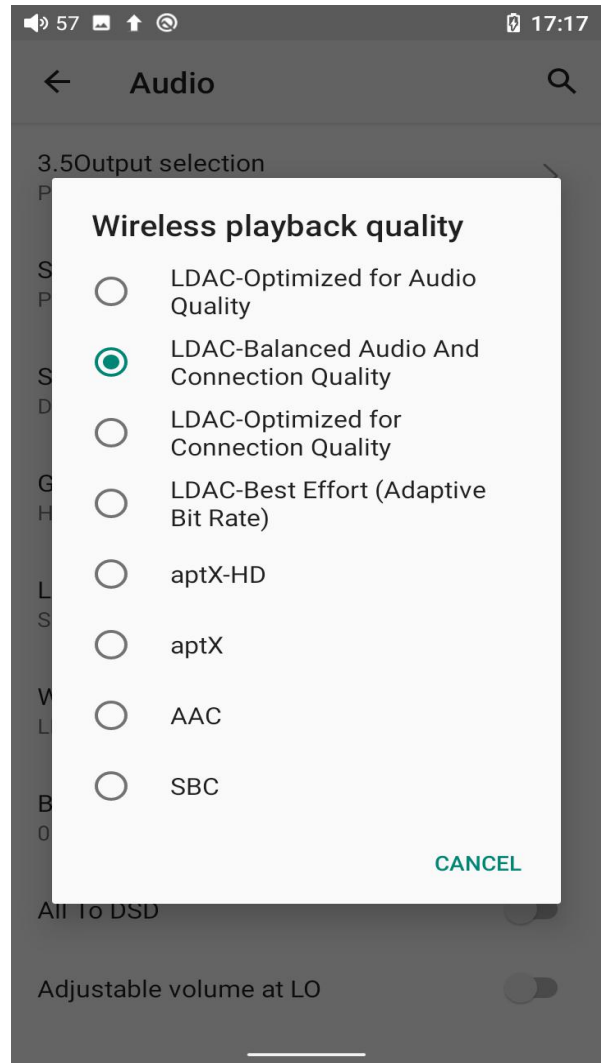 57
17:17
Audio
3.5Output selection
P
Wireless playback quality
S
P
LDAC-Optimized for Audio
Quality
LDAC-Balanced Audio And
Connection Quality
S
D
LDAC-Optimized for
Connection Quality
G
H
LDAC-Best Effort (Adaptive
Bit Rate)
aptX-HD
L
S
aptX
W
L
AAC
SBC
B
0
CANCEL
All To DSD
Adjustable volume at LO